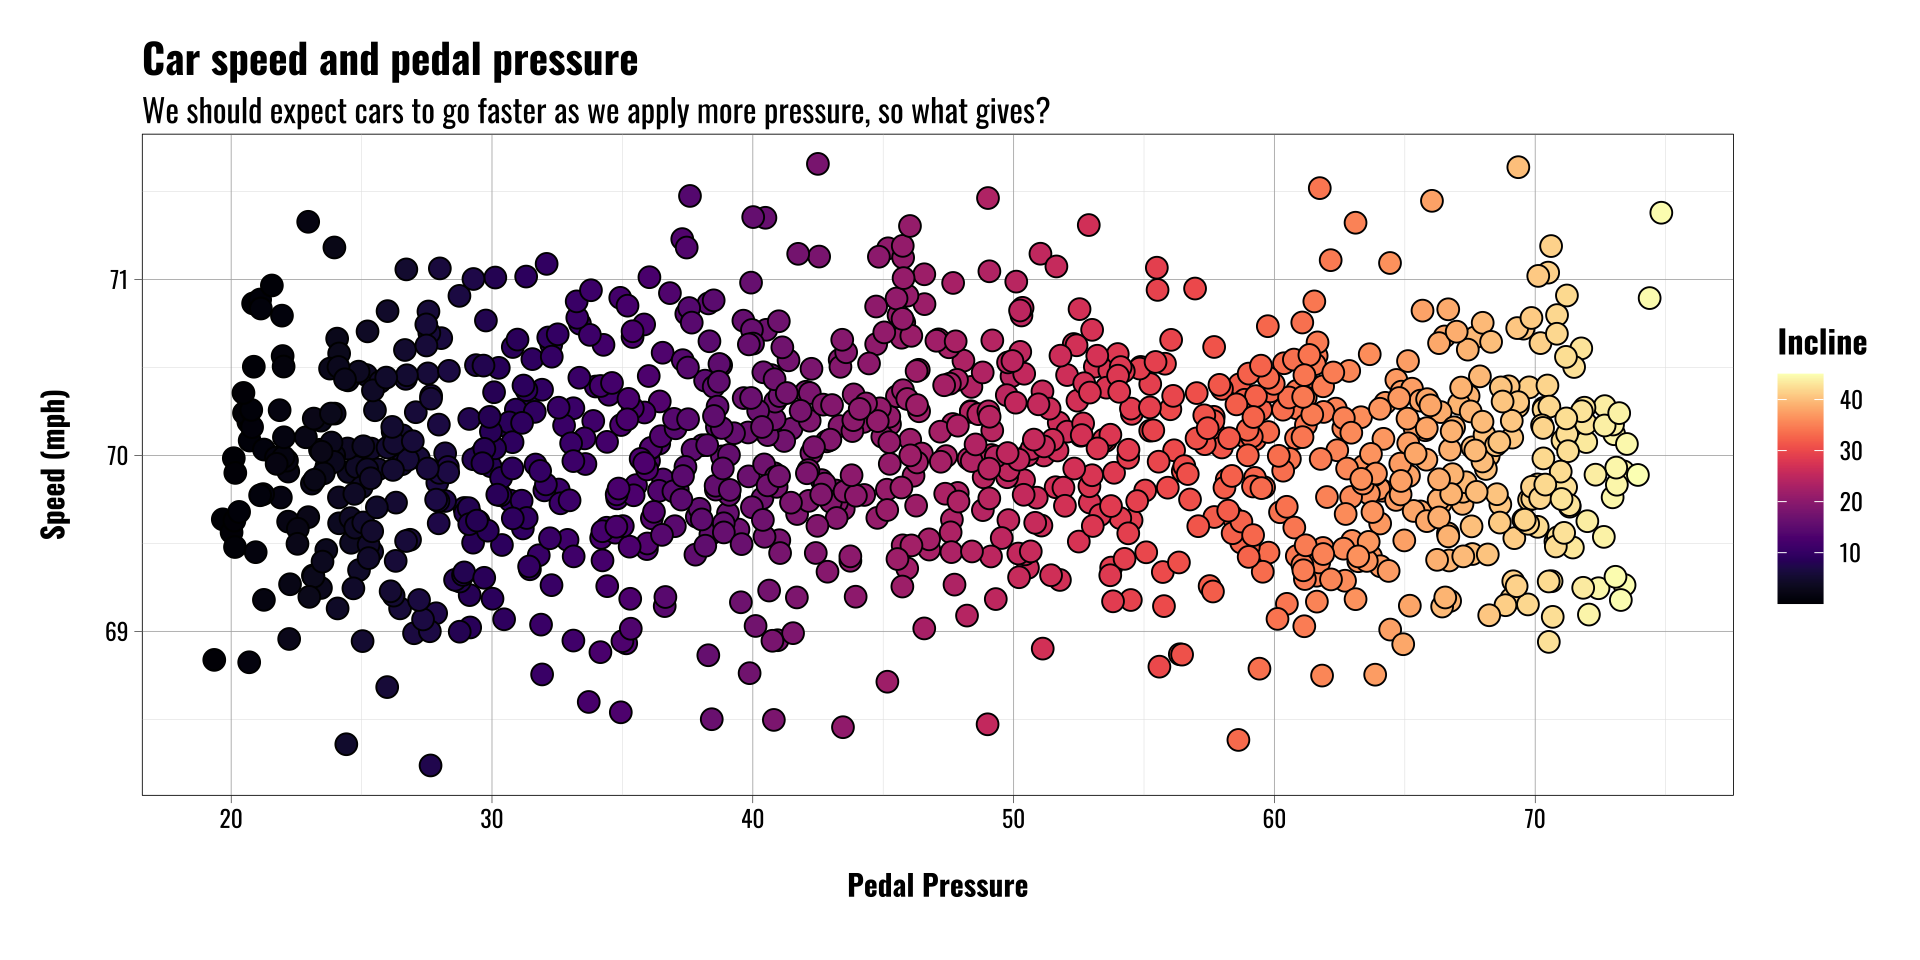 Car speed and pedal pressure
We should expect cars to go faster as we apply more pressure, so what gives?
Speed (mph)
71
70
69
20 30 40 50 60 70
Pedal Pressure
Incline
40
30
20
10